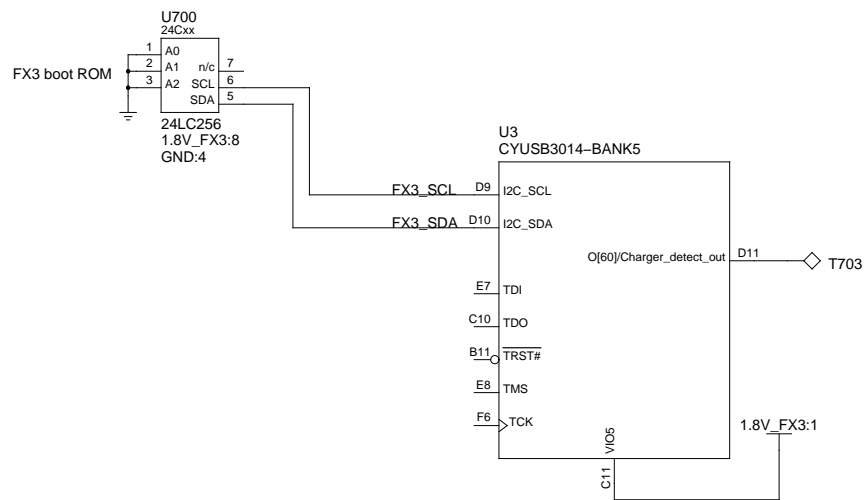 U700
24Cxx
1 A0
2 A1 n/c 7
SCL 6
3 A2
SDA 5
FX3 boot ROM
24LC256
1.8V_FX3:8
GND:4
U3
CYUSB3014–BANK5
FX3_SCL D9 I2C_SCL
FX3_SDA D10 I2C_SDA
O[60]/Charger_detect_out D11
T703
E7 TDI
C10 TDO
B11 TRST#
E8 TMS
F6 TCK
1.8V_FX3:1
VIO5
C11